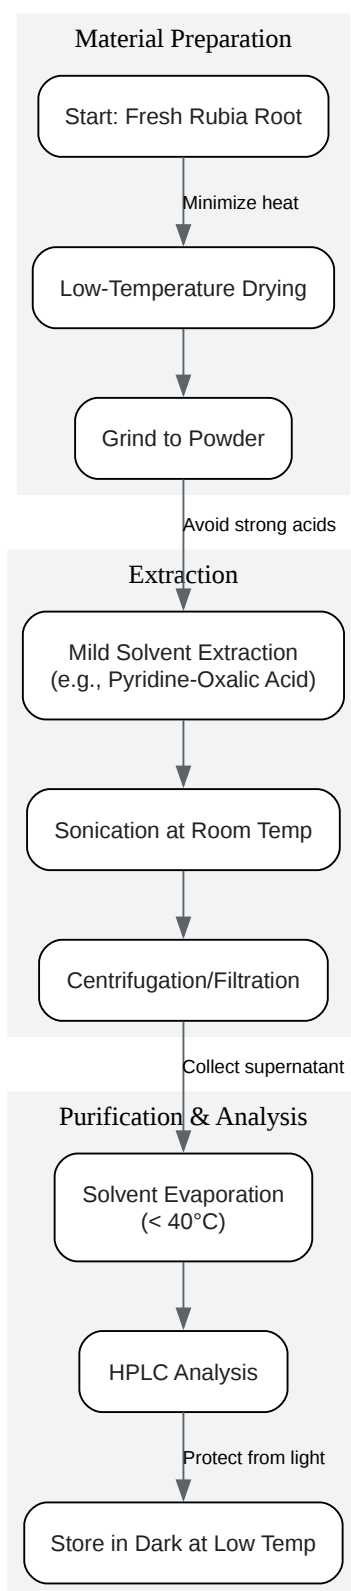 Material Preparation
Start: Fresh Rubia Root
Minimize heat
Low-Temperature Drying
Grind to Powder
Avoid strong acids
Extraction
Mild Solvent Extraction
(e.g., Pyridine-Oxalic Acid)
Sonication at Room Temp
Centrifugation/Filtration
Collect supernatant
Purification & Analysis
Solvent Evaporation
(< 40°C)
HPLC Analysis
Protect from light
Store in Dark at Low Temp